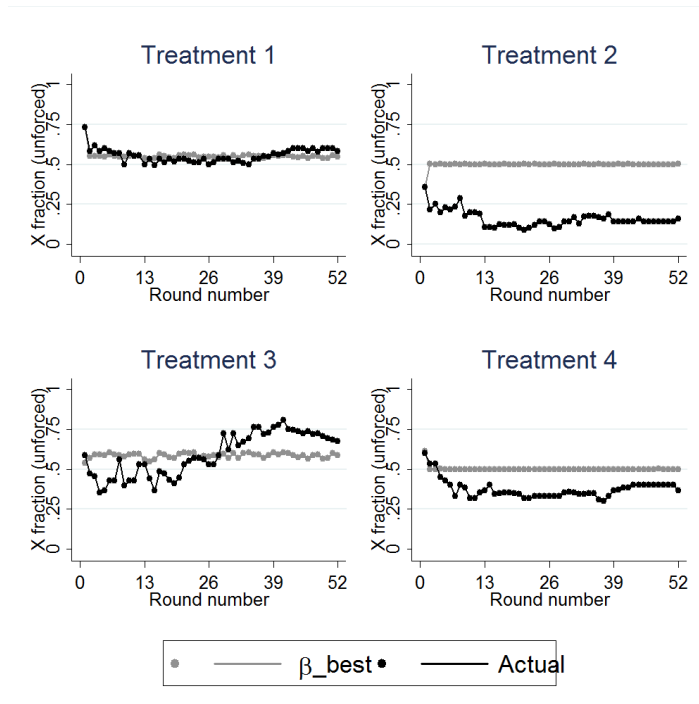 Treatment 1
X fraction (unforced)
0 .25 .5 .75 1
0 13 26 39 52
Round number
Treatment 2
X fraction (unforced)
0 .25 .5 .75 1
0 13 26 39 52
Round number
Treatment 3
X fraction (unforced)
0 .25 .5 .75 1
0 13 26 39 52
Round number
Treatment 4
X fraction (unforced)
0 .25 .5 .75 1
0 13 26 39 52
Round number
β_best Actual